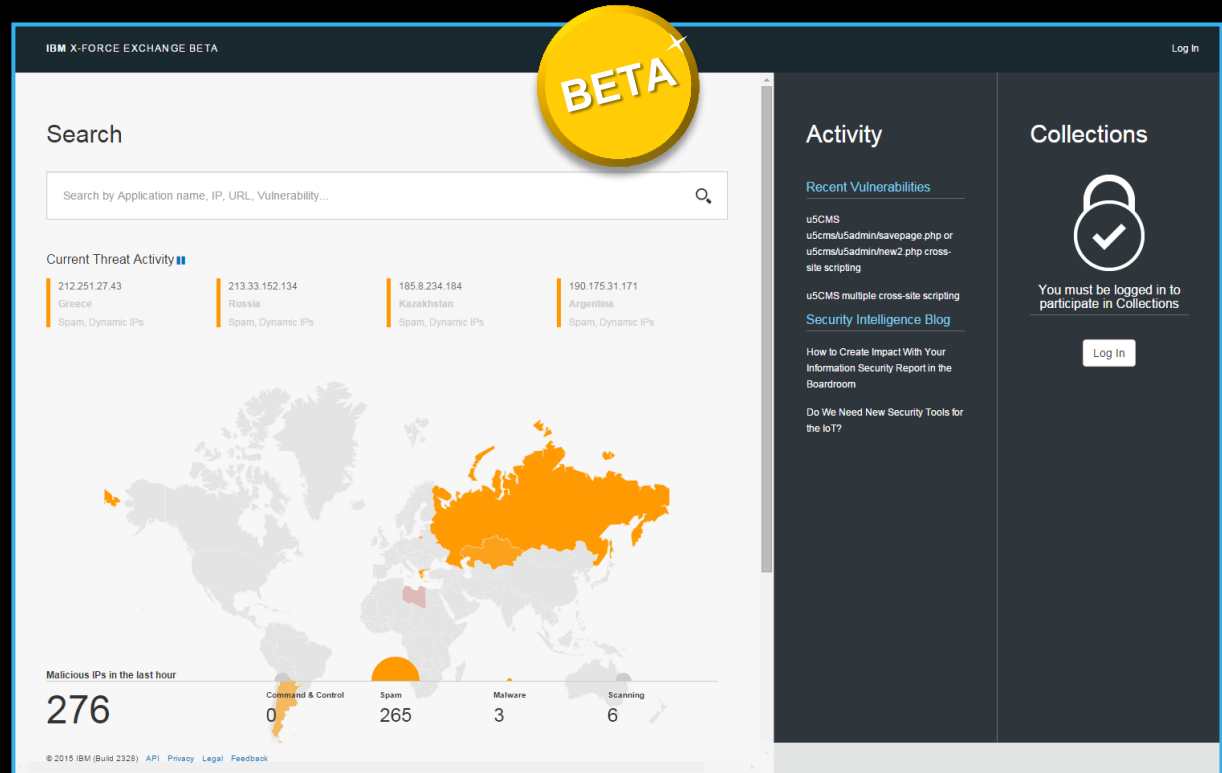 IBM X-FORCE EXCHANGE BETA
Log In
BETA
Search
Search by Application name, IP, URL, Vulnerability...
Current Threat Activity
212.251.27.43
Greece
Spam, Dynamic IPs
213.33.152.134
Russia
Spam, Dynamic IPs
185.8.234.184
Kazakhstan
Spam, Dynamic IPs
190.175.31.171
Argentina
Spam, Dynamic IPs
Malicious IPs in the last hour
276
Command & Control
0
Spam
265
Malware
3
Scanning
6
© 2015 IBM (Build 2328) API Privacy Legal Feedback
Activity
Recent Vulnerabilities
u5CMS
u5cms/u5admin/savepage.php or
u5cms/u5admin/new2.php cross-
site scripting
u5CMS multiple cross-site scripting
Security Intelligence Blog
How to Create Impact With Your
Information Security Report in the
Boardroom
Do We Need New Security Tools for
the IoT?
Collections
You must be logged in to
participate in Collections
Log In